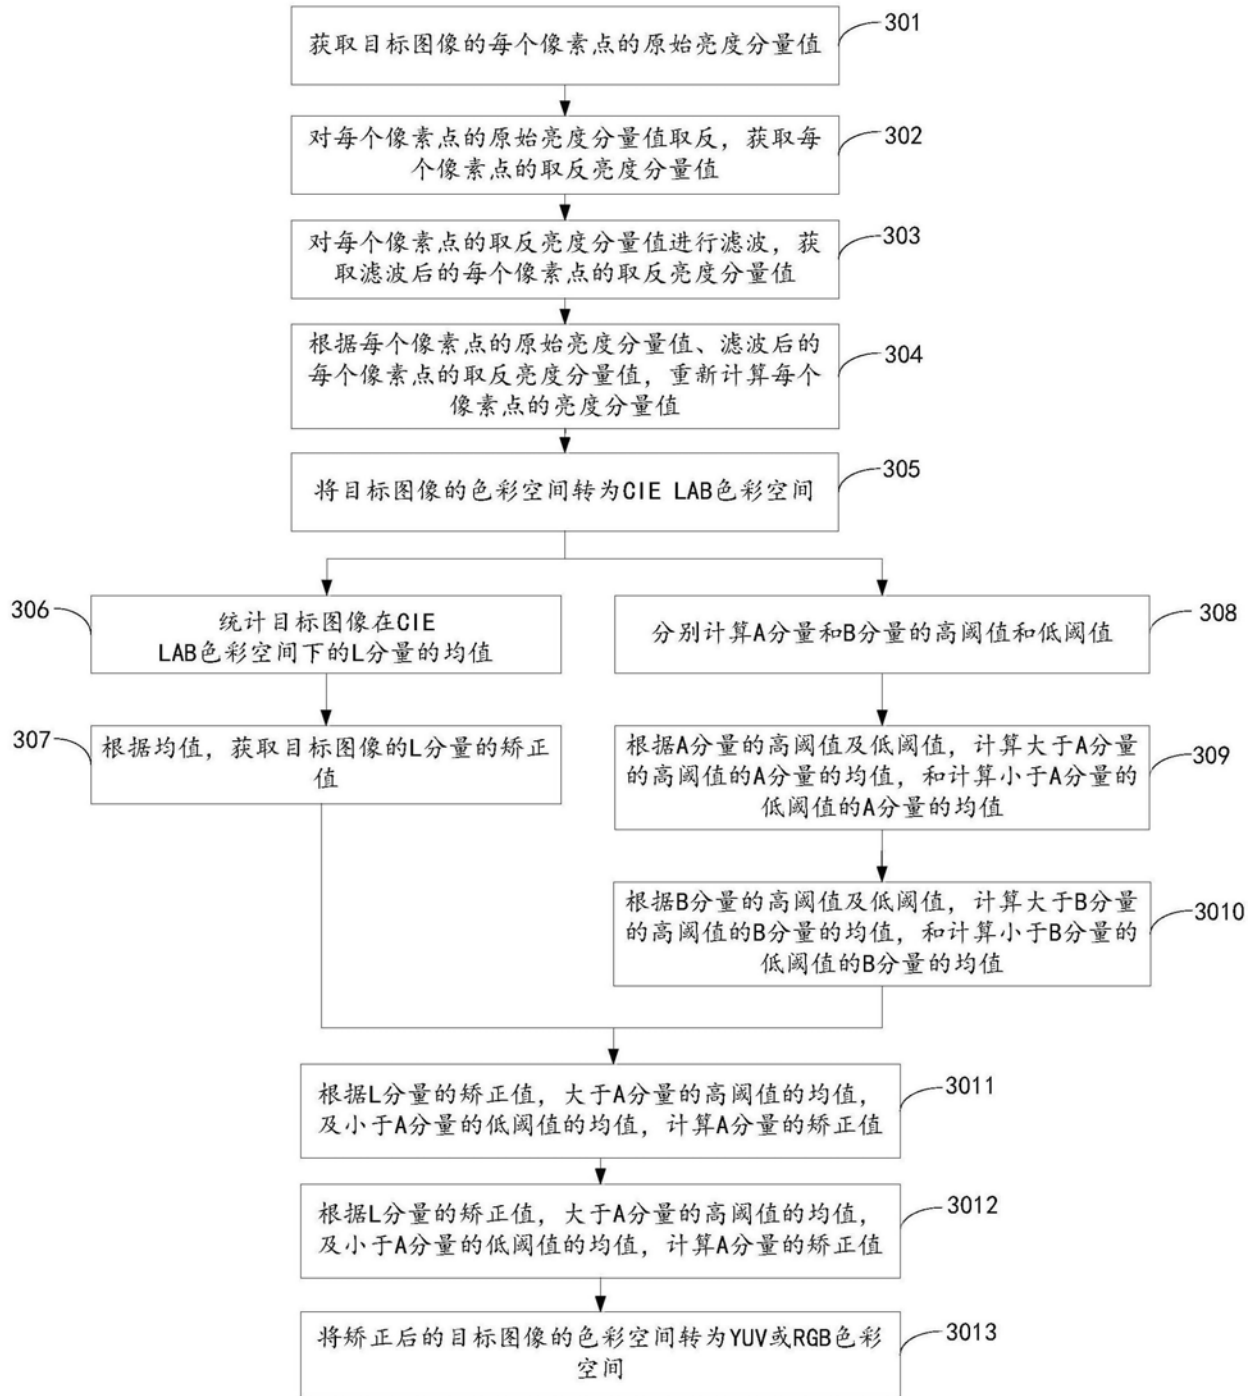 获取目标图像的每个像素点的原始亮度分量值
301
对每个像素点的原始亮度分量值取反，获取每
个像素点的取反亮度分量值
302
对每个像素点的取反亮度分量值进行滤波，获
取滤波后的每个像素点的取反亮度分量值
303
根据每个像素点的原始亮度分量值、滤波后的
每个像素点的取反亮度分量值，重新计算每个
像素点的亮度分量值
304
将目标图像的色彩空间转为CIE LAB色彩空间
305
306
统计目标图像在CIE
LAB色彩空间下的L分量的均值
307
根据均值，获取目标图像的L分量的矫正
值
分别计算A分量和B分量的高阈值和低阈值
308
根据A分量的高阈值及低阈值，计算大于A分量
的高阈值的A分量的均值，和计算小于A分量的
低阈值的A分量的均值
309
根据B分量的高阈值及低阈值，计算大于B分量
的高阈值的B分量的均值，和计算小于B分量的
低阈值的B分量的均值
3010
根据L分量的矫正值，大于A分量的高阈值的均值，
及小于A分量的低阈值的均值，计算A分量的矫正值
3011
根据L分量的矫正值，大于A分量的高阈值的均值，
及小于A分量的低阈值的均值，计算A分量的矫正值
3012
将矫正后的目标图像的色彩空间转为YUV或RGB色彩
空间
3013